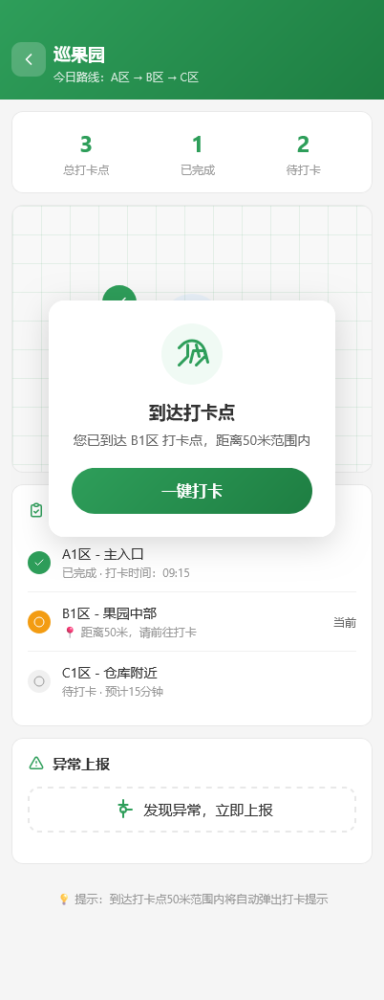 巡果园
今日路线：A区 → B区 → C区
3
1
2
总打卡点
已完成
待打卡
到达打卡点
您已到达 B1区 打卡点，距离50米范围内
一键打卡
A1区 - 主入口
已完成 · 打卡时间：09:15
B1区 - 果园中部
距离50米，请前往打卡
当前
C1区 - 仓库附近
待打卡 · 预计15分钟
异常上报
发现异常，立即上报
提示：到达打卡点50米范围内将自动弹出打卡提示